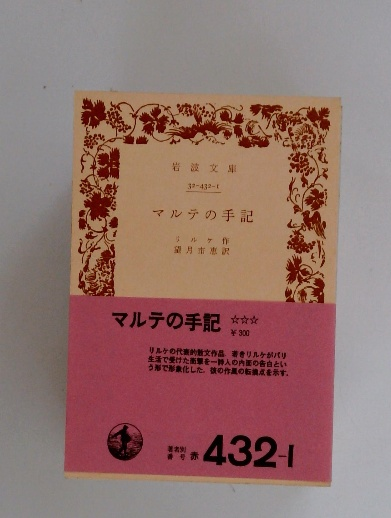 岩波文庫
32-432-1
マルテの手記
リルケ作
望月市恵訳
マルテの手記 ☆☆☆
¥300
リルケの代表的散文作品．若きリルケがパリ
生活で受けた衝撃を一詩人の内面の告白とい
う形で形象化した．彼の作風の転換点を示す．
著者別
番号 赤 432-1